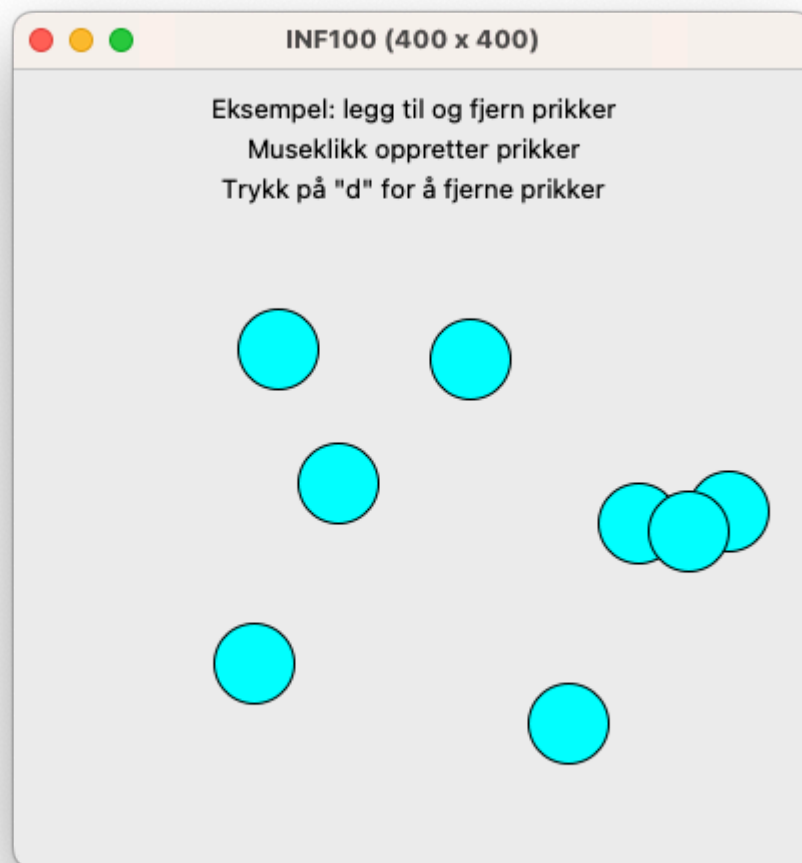 INF100 (400 x 400)
Eksempel: legg til og fjern prikker
Museklikk oppretter prikker
Trykk på "d" for å fjerne prikker